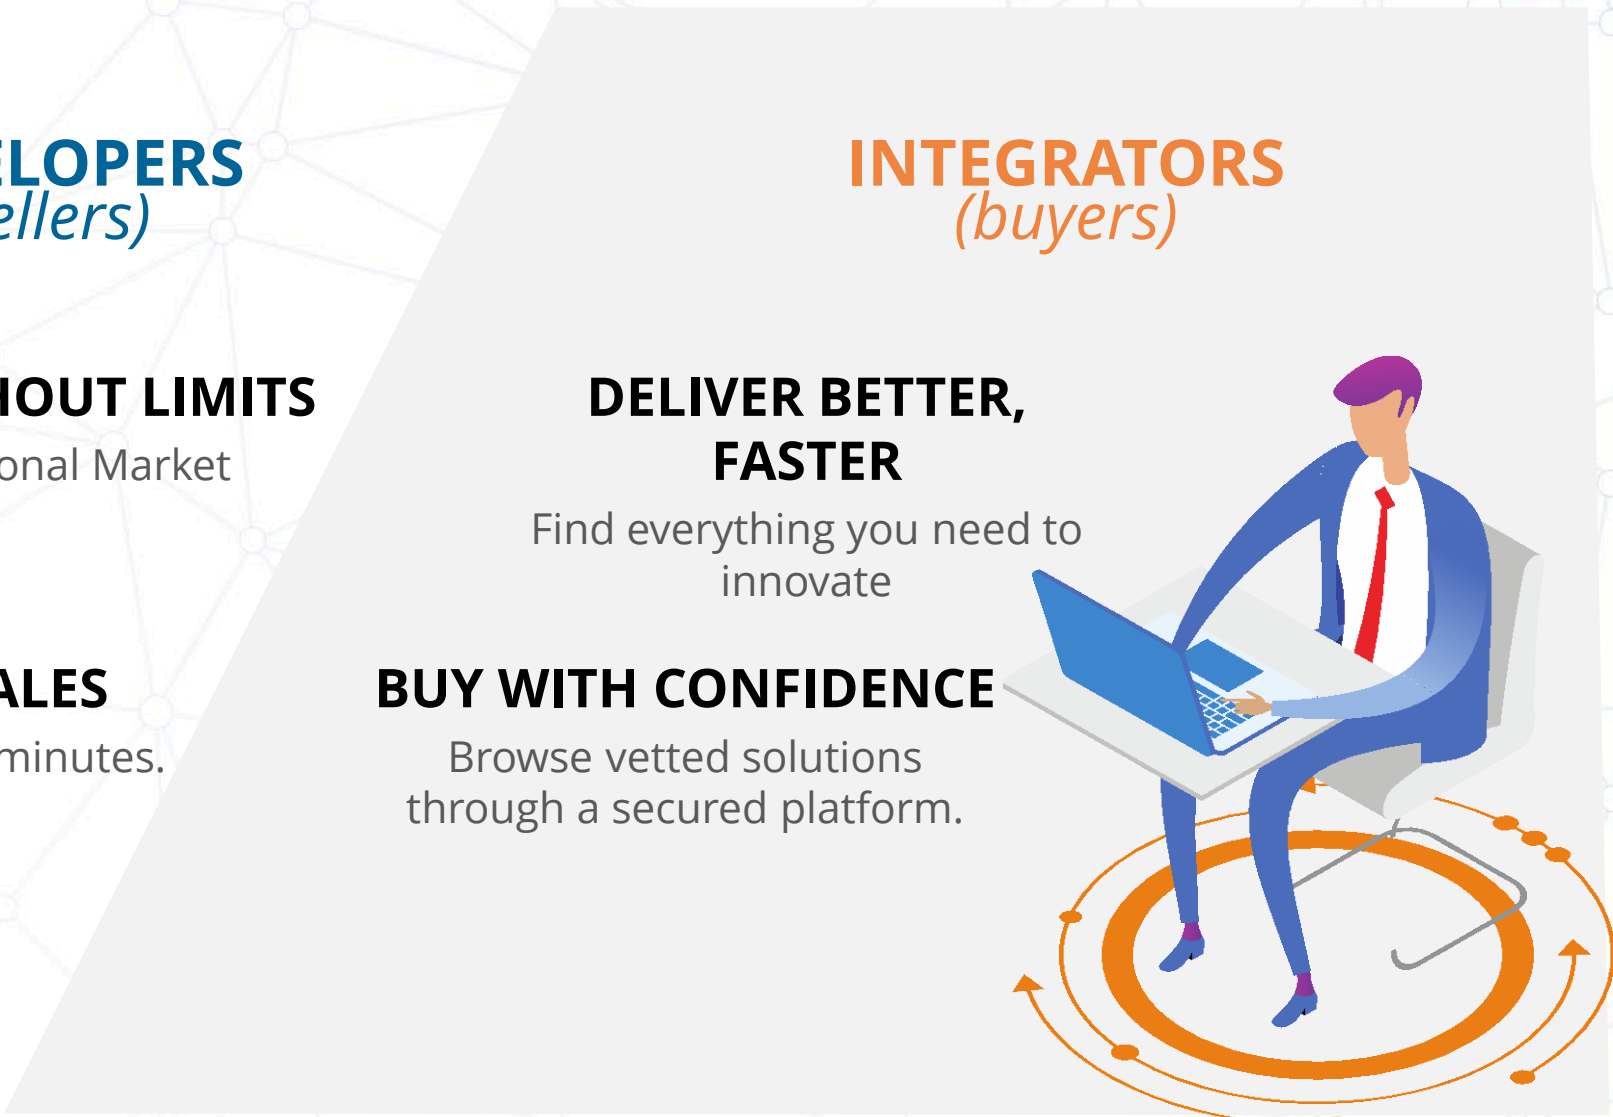 ELOPERS
ellers)
HOUT LIMITS
onal Market
ALES
minutes.
INTEGRATORS
(buyers)
DELIVER BETTER,
FASTER
Find everything you need to
innovate
BUY WITH CONFIDENCE
Browse vetted solutions
through a secured platform.